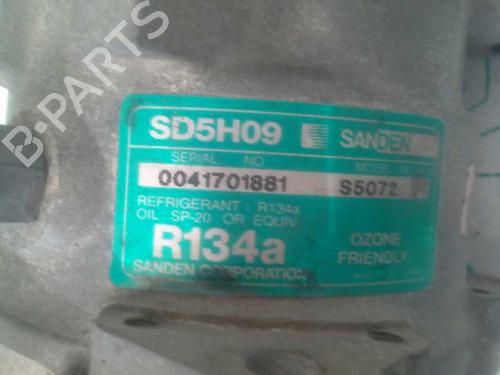 SD5H09 SANDEN
SERIAL NO
0041701881 S5072
REFRIGERANT : R134a
OIL : SP-20 OR EQUIV.
R134a OZONE
FRIENDLY
SANDEN CORPORATION
B-PARTS